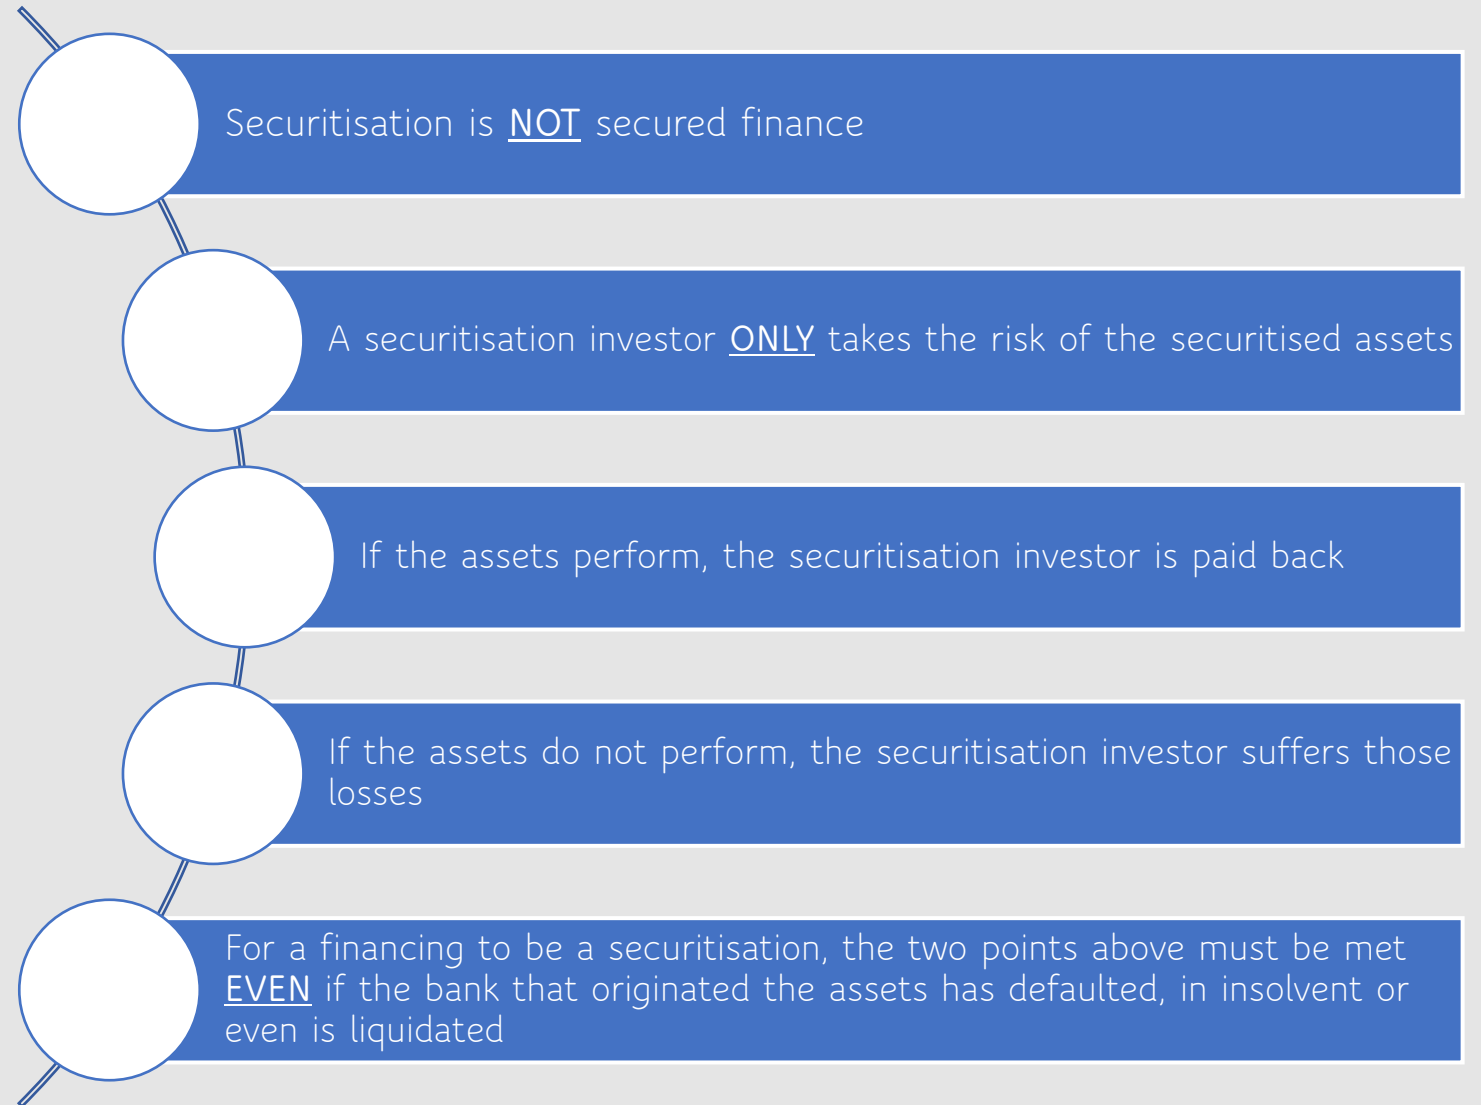 Securitisation is NOT secured finance
A securitisation investor ONLY takes the risk of the securitised assets
If the assets perform, the securitisation investor is paid back
If the assets do not perform, the securitisation investor suffers those
losses
For a financing to be a securitisation, the two points above must be met
EVEN if the bank that originated the assets has defaulted, in insolvent or
even is liquidated